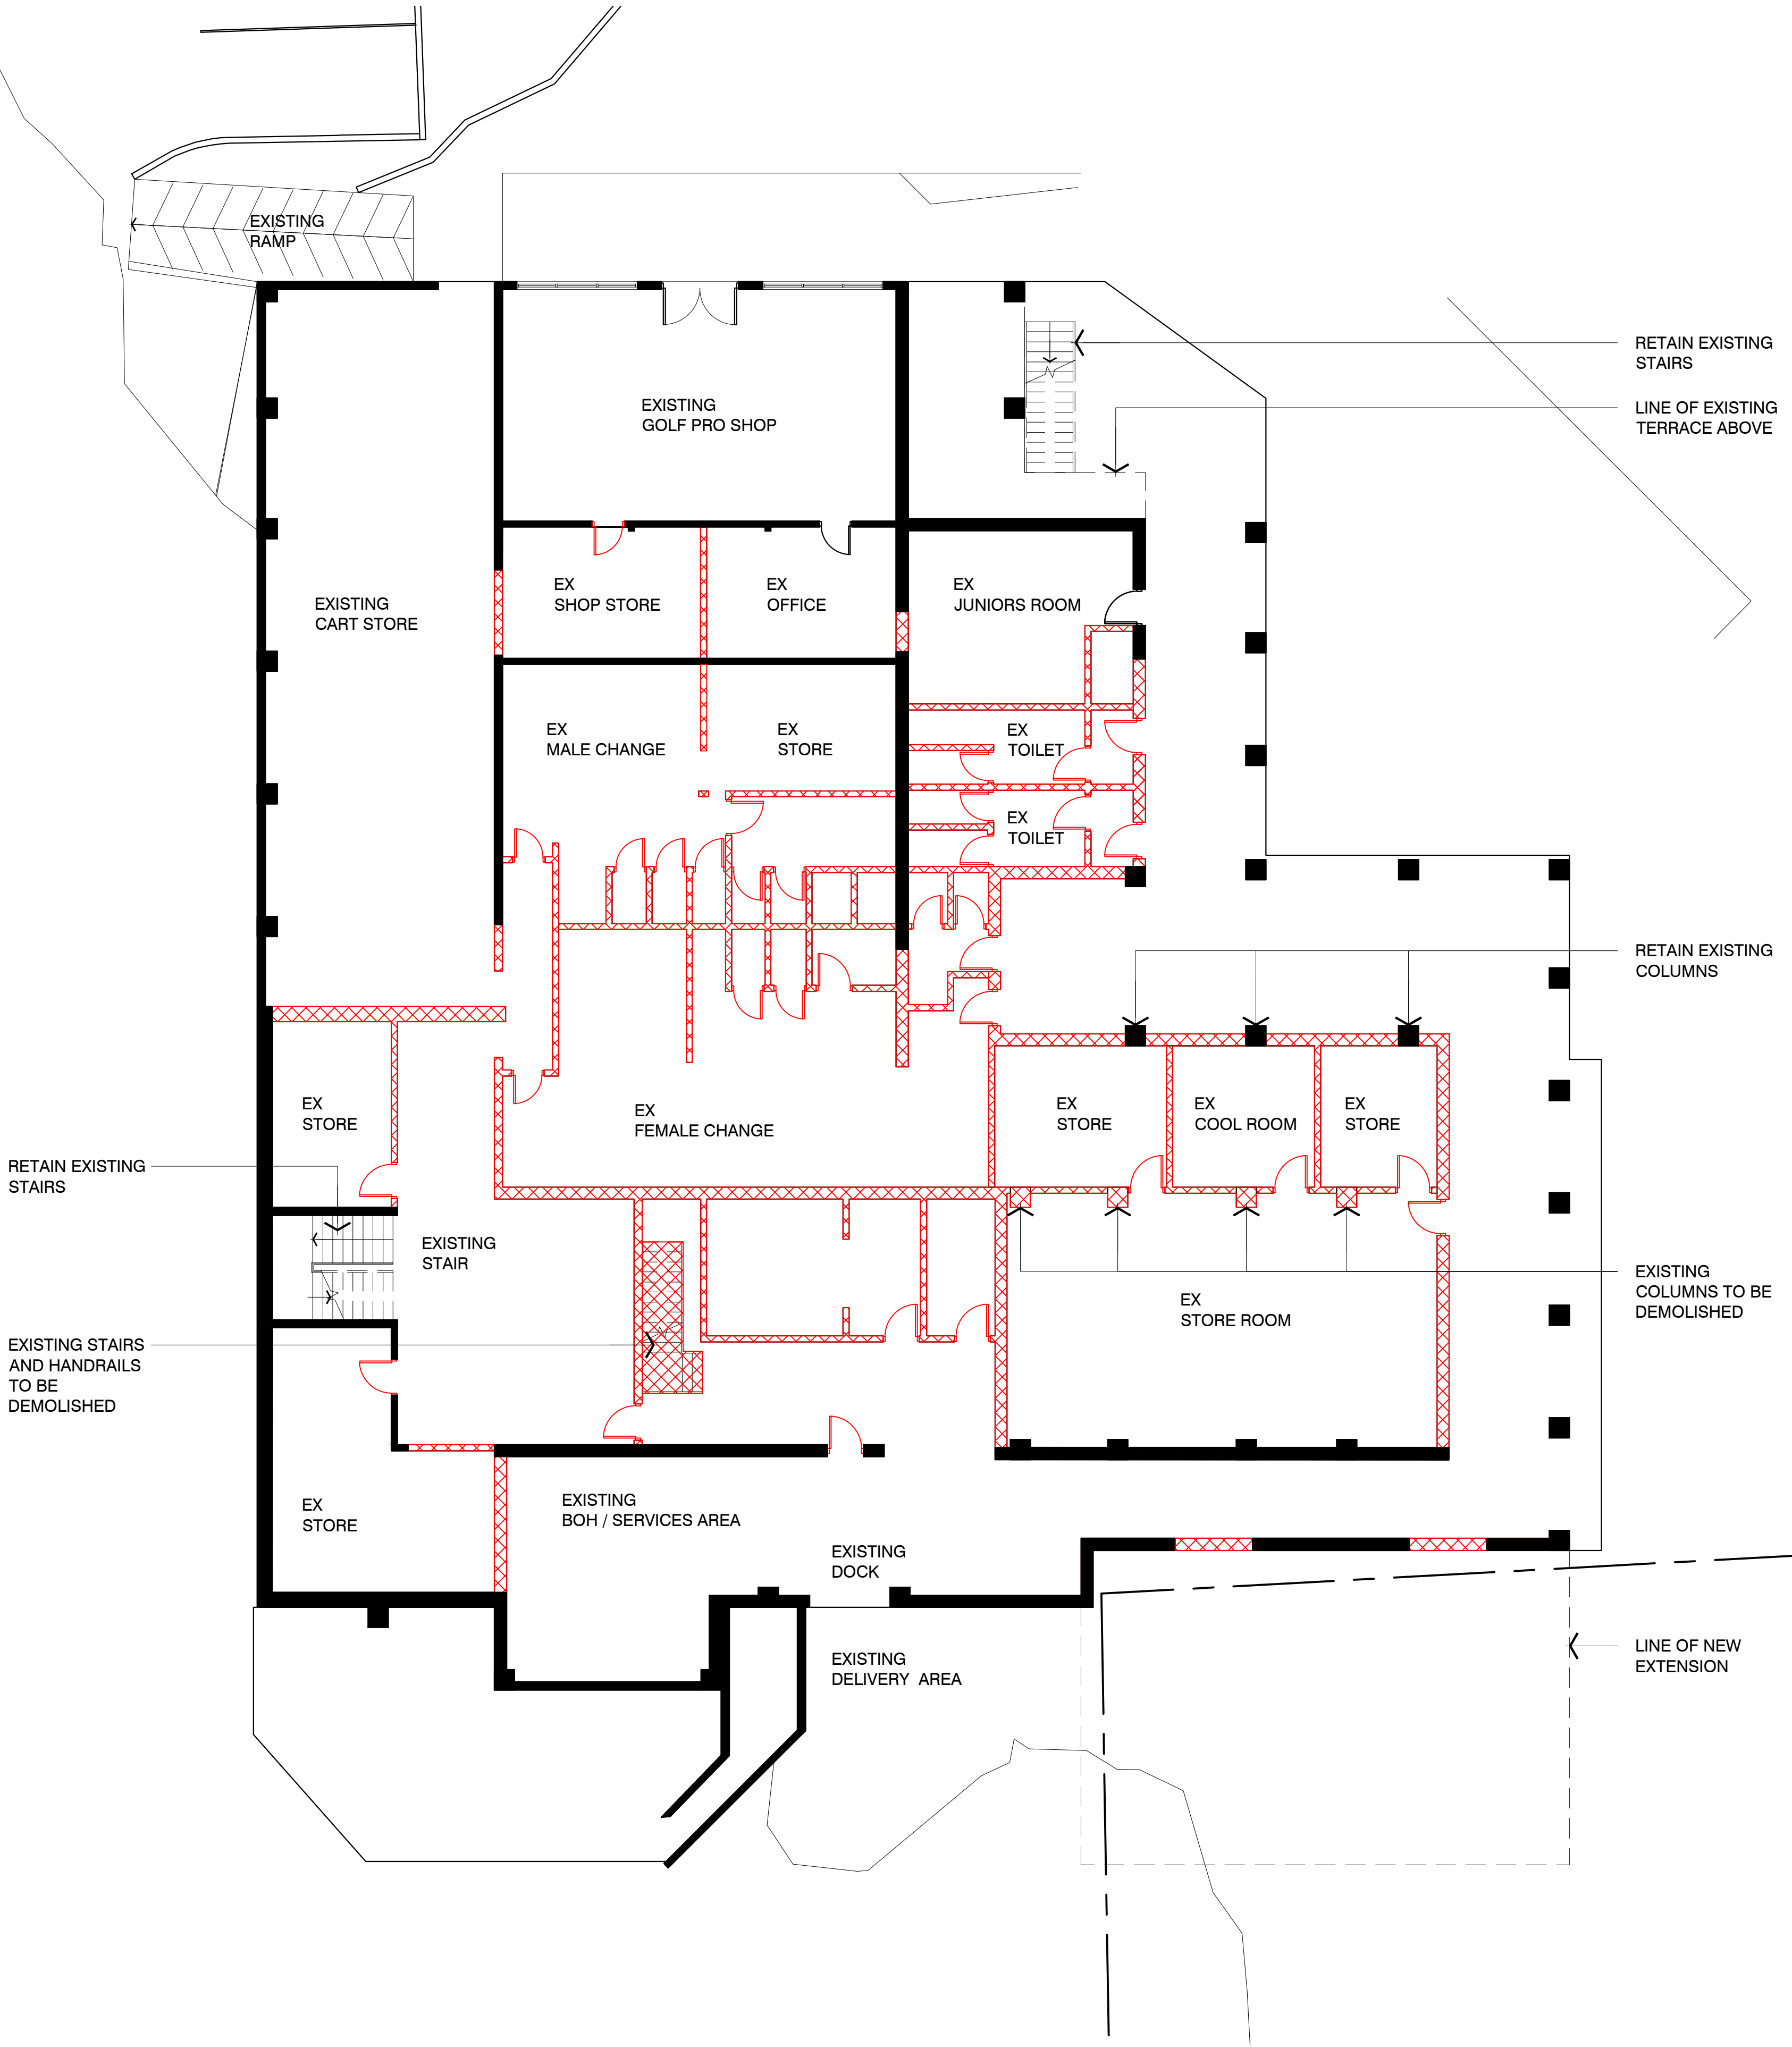 EXISTING
RAMP
RETAIN EXISTING
STAIRS
LINE OF EXISTING
TERRACE ABOVE
EXISTING
GOLF PRO SHOP
EXISTING
CART STORE
EX
SHOP STORE
EX
OFFICE
EX
JUNIORS ROOM
EX
MALE CHANGE
EX
STORE
EX
TOILET
EX
TOILET
RETAIN EXISTING
COLUMNS
EX
STORE
EX
FEMALE CHANGE
EX
STORE
EX
COOL ROOM
EX
STORE
RETAIN EXISTING
STAIRS
EXISTING
STAIR
EXISTING
COLUMNS TO BE
DEMOLISHED
EX
STORE ROOM
EXISTING STAIRS
AND HANDRAILS
TO BE
DEMOLISHED
EX
STORE
EXISTING
BOH / SERVICES AREA
EXISTING
DOCK
EXISTING
DELIVERY AREA
LINE OF NEW
EXTENSION